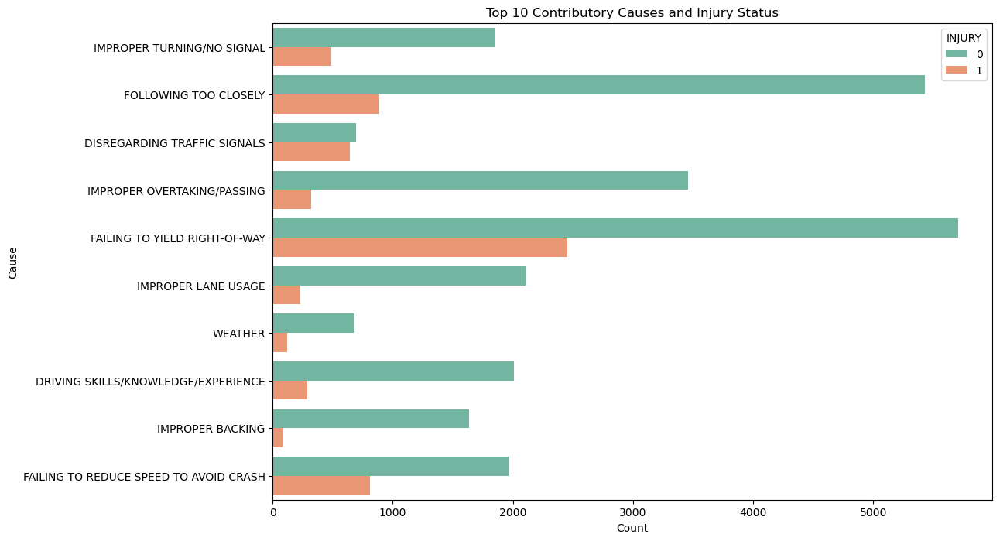 Top 10 Contributory Causes and Injury Status
INJURY
0
1
IMPROPER TURNING/NO SIGNAL
FOLLOWING TOO CLOSELY
DISREGARDING TRAFFIC SIGNALS
IMPROPER OVERTAKING/PASSING
FAILING TO YIELD RIGHT-OF-WAY
IMPROPER LANE USAGE
WEATHER
DRIVING SKILLS/KNOWLEDGE/EXPERIENCE
IMPROPER BACKING
FAILING TO REDUCE SPEED TO AVOID CRASH
Cause
0 1000 2000 3000 4000 5000
Count